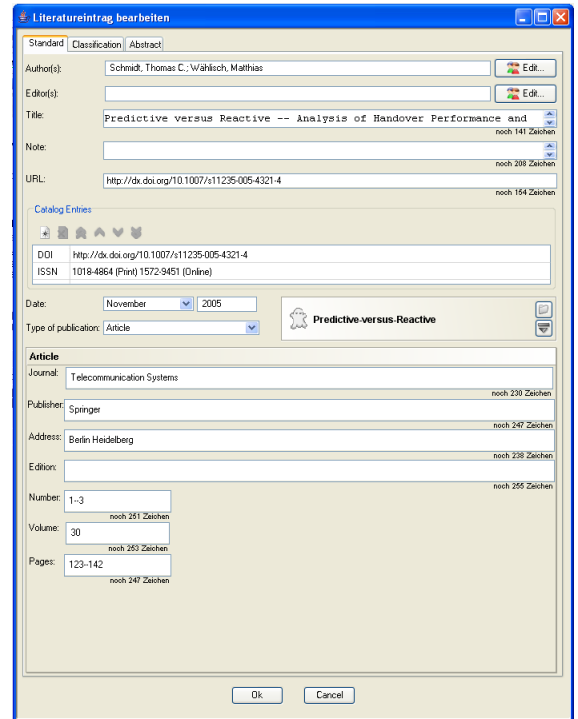 Literatureintrag bearbeiten
Standard Classification Abstract
Author(s): Schmidt, Thomas C.; Wählisch, Matthias Edit...
Editor(s): Edit...
Title: Predictive versus Reactive -- Analysis of Handover Performance and
noch 141 Zeichen
Note:
noch 208 Zeichen
URL: http://dx.doi.org/10.1007/s11235-005-4321-4
noch 154 Zeichen
Catalog Entries
DOI http://dx.doi.org/10.1007/s11235-005-4321-4
ISSN 1018-4864 (Print) 1572-9451 (Online)
Date: November 2005
Type of publication: Article
Predictive-versus-Reactive
Article
Journal: Telecommunication Systems
noch 230 Zeichen
Publisher: Springer
noch 247 Zeichen
Address: Berlin Heidelberg
noch 238 Zeichen
Edition:
noch 255 Zeichen
Number: 1--3
noch 251 Zeichen
Volume: 30
noch 253 Zeichen
Pages: 123--142
noch 247 Zeichen
Ok Cancel